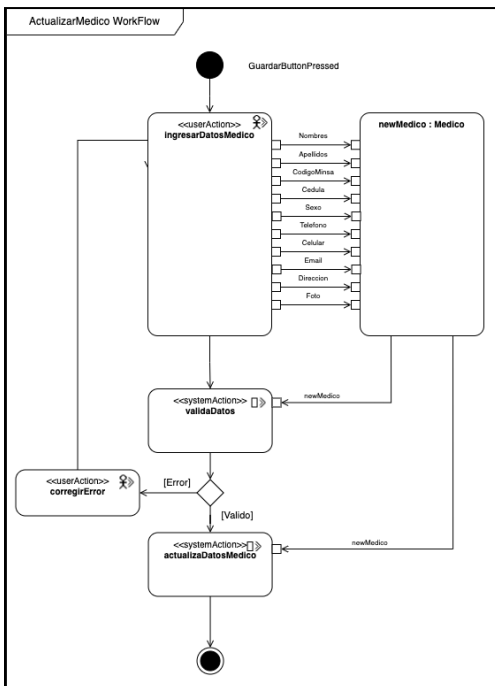 ActualizarMedico WorkFlow
GuardarButtonPressed
<<userAction>>
ingresarDatosMedico
newMedico : Medico
Nombres
Apellidos
CodigoMinsa
Cedula
Sexo
Telefono
Celular
Email
Direccion
Foto
<<systemAction>>
validaDatos
newMedico
<<userAction>>
corregirError
[Error]
[Valido]
<<systemAction>>
actualizaDatosMedico
newMedico